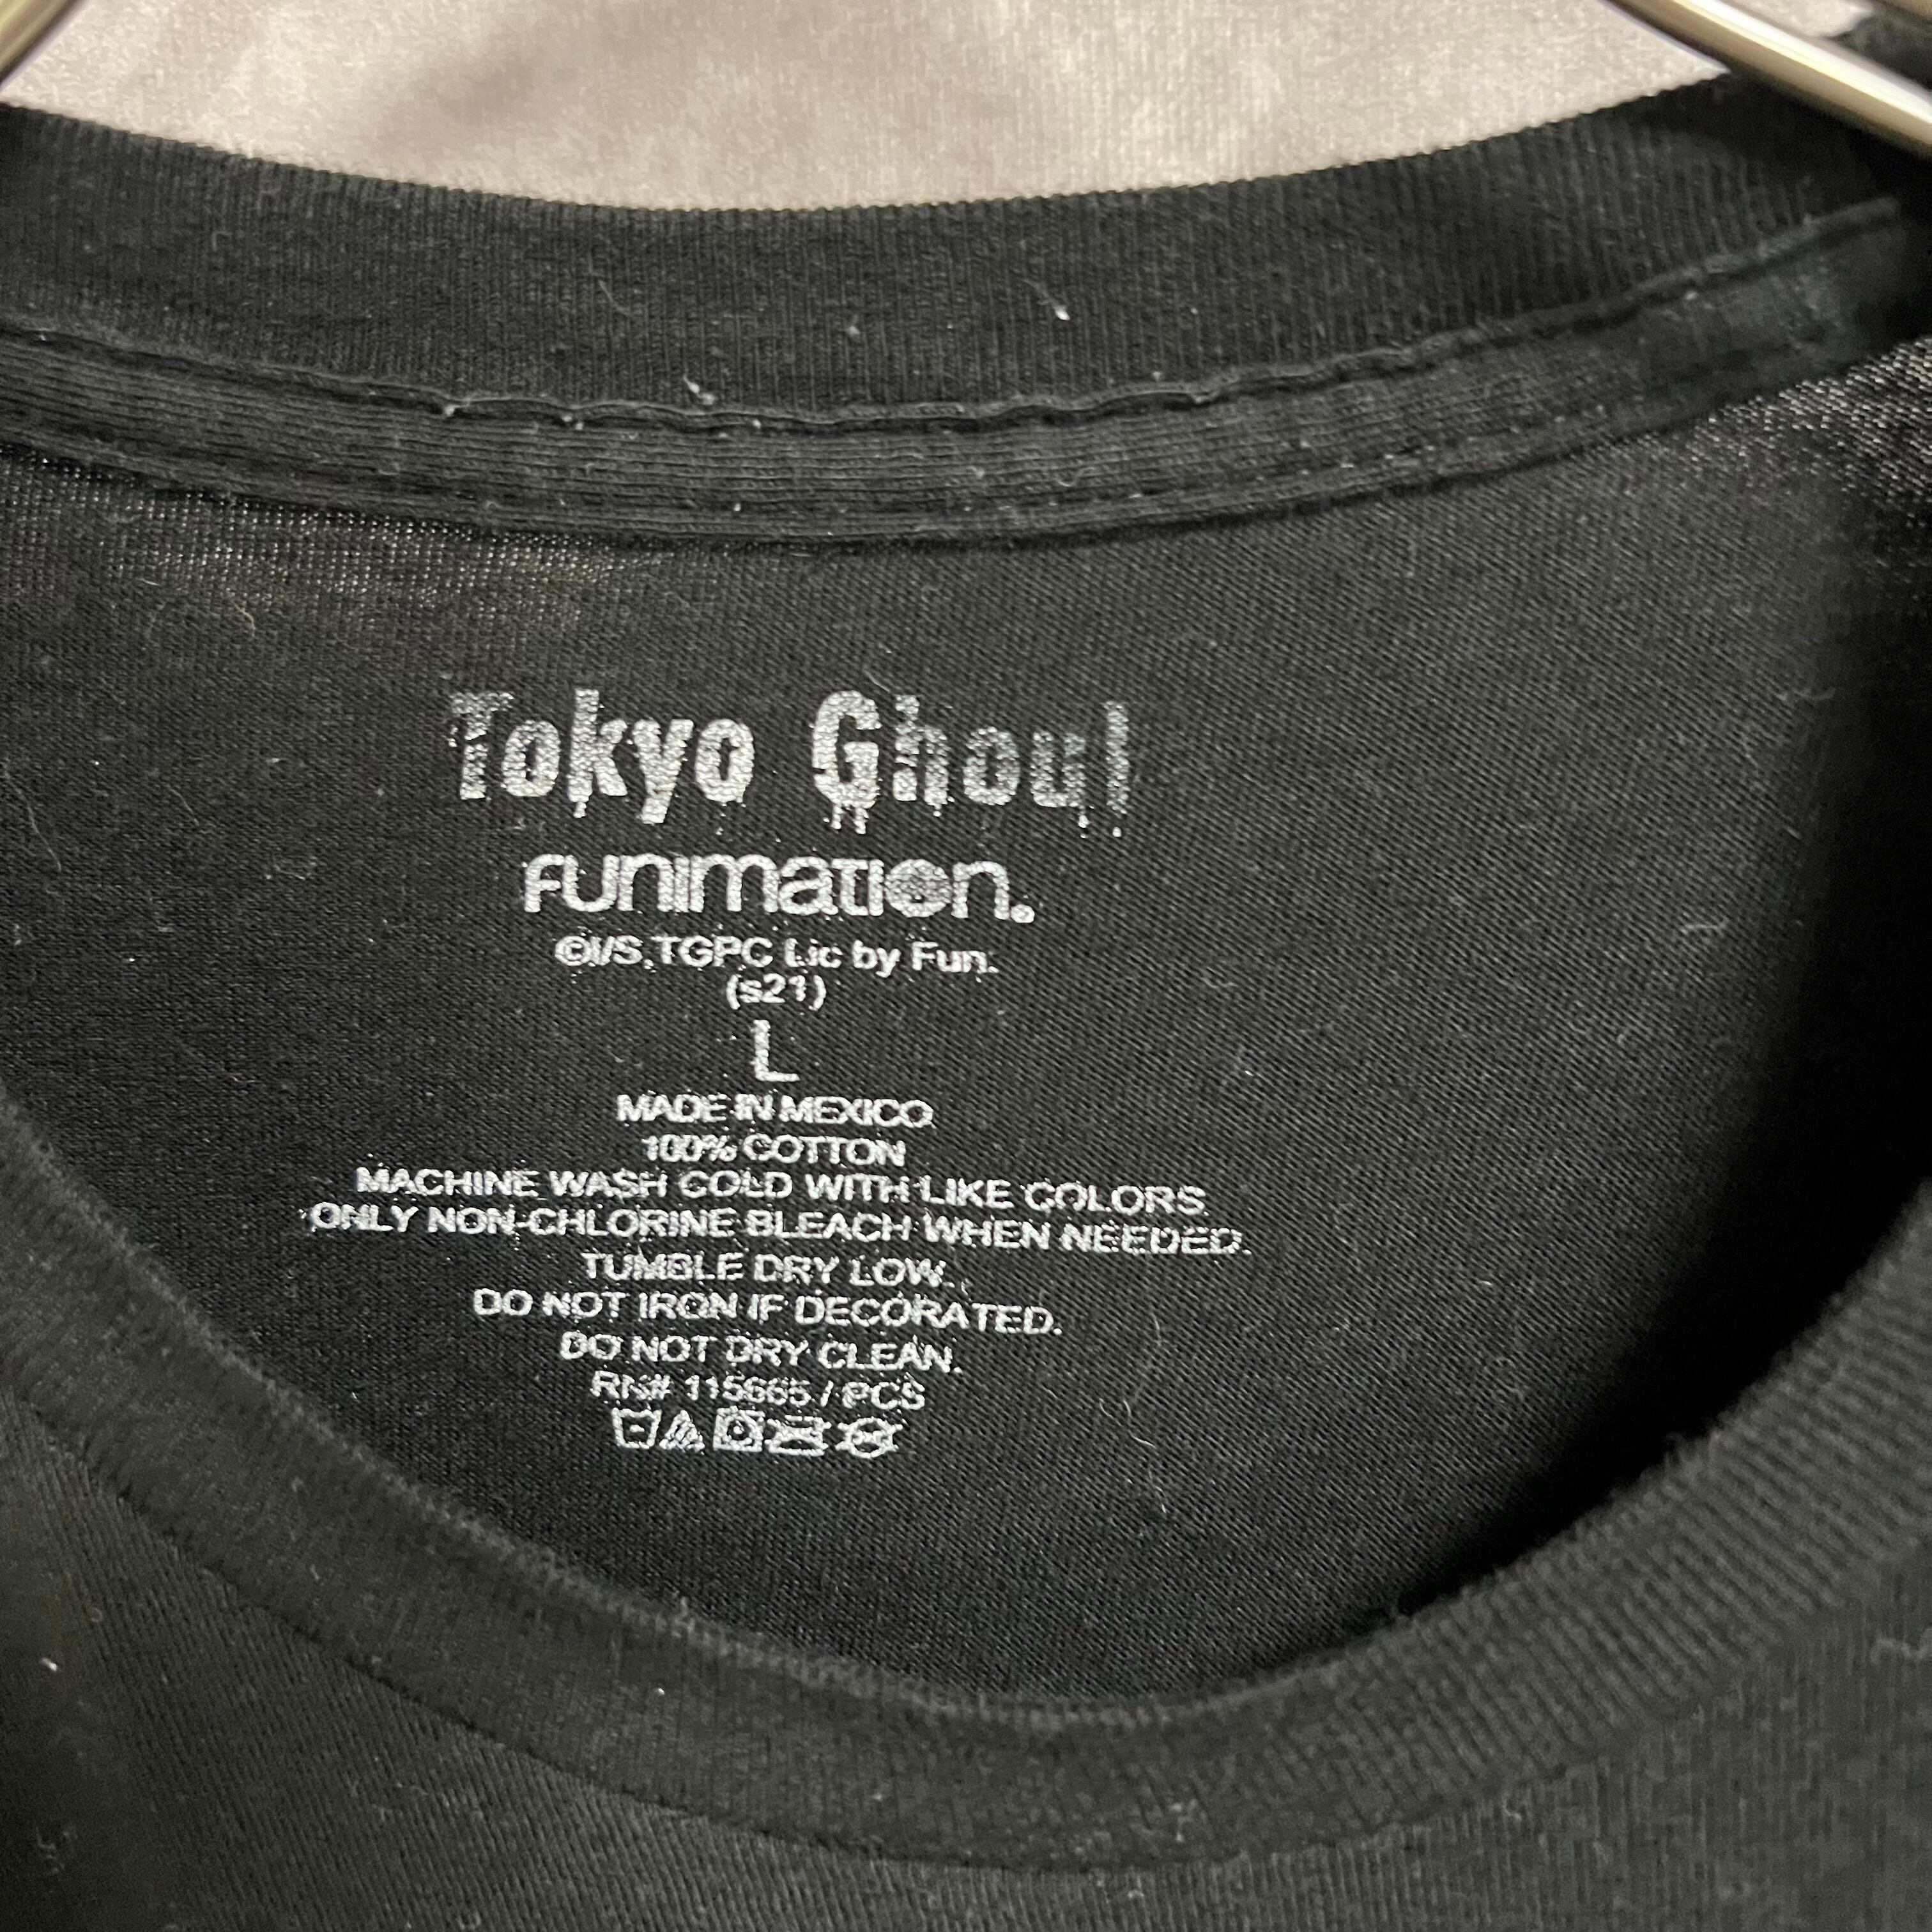 Tokyo Ghoul
FUNIMATION.
©I/S,TGPC Lic by Fun.
(s21)
L
MADE IN MEXICO
100% COTTON
MACHINE WASH COLD WITH LIKE COLORS.
ONLY NON-CHLORINE BLEACH WHEN NEEDED.
TUMBLE DRY LOW.
DO NOT IRON IF DECORATED.
DO NOT DRY CLEAN.
RN# 115665 / PCS